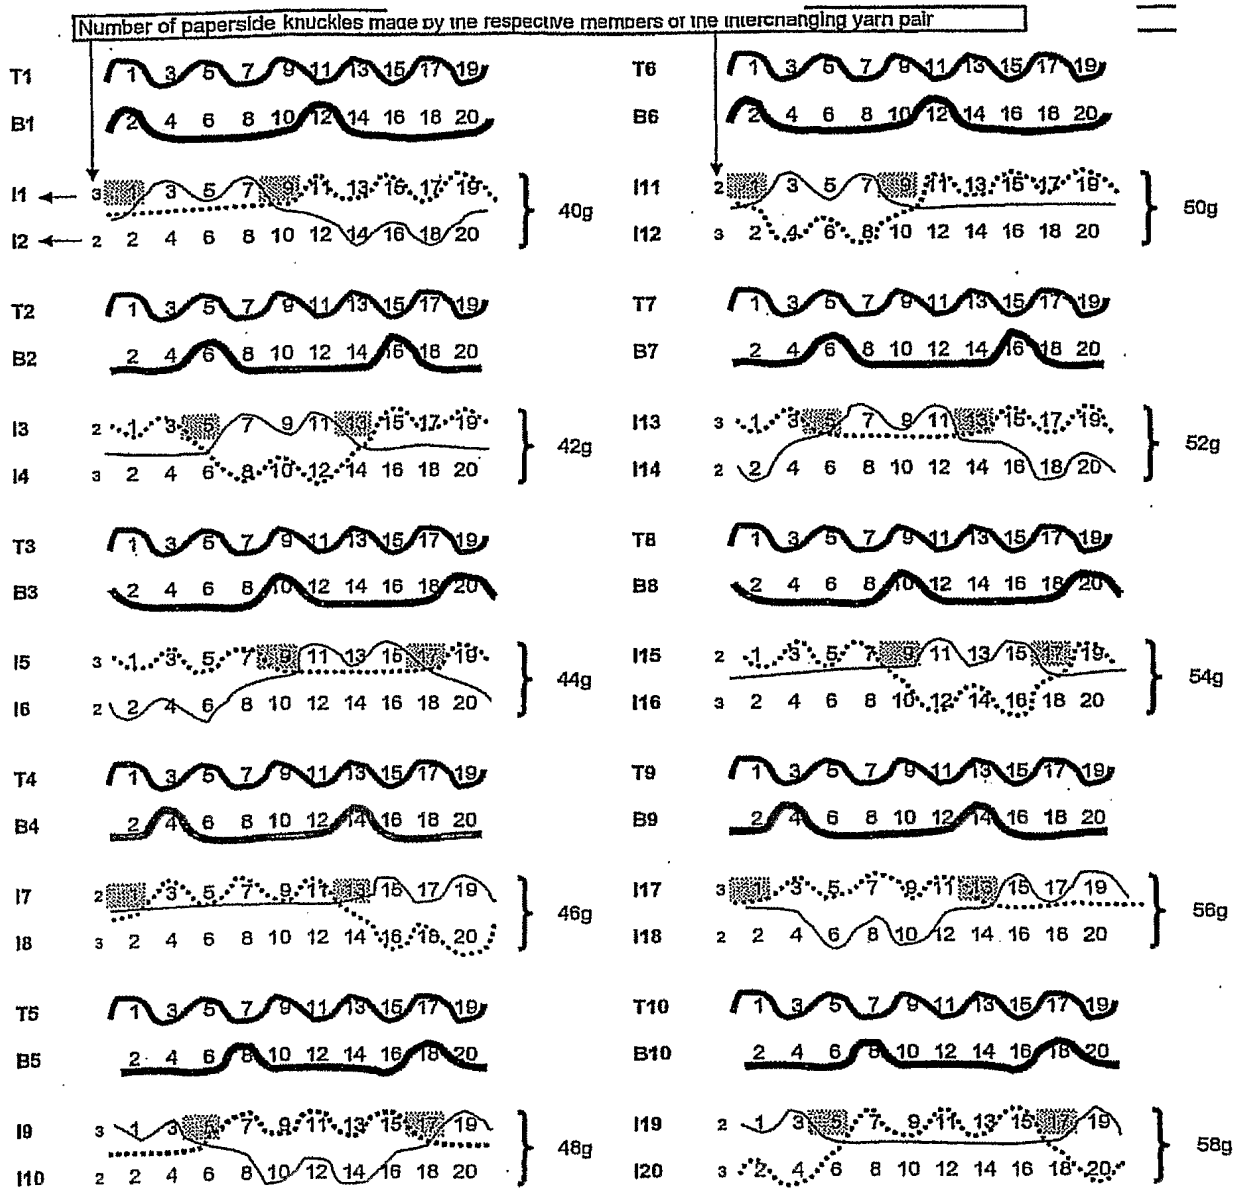 Number of paperside knuckles made by the respective members of the interchanging yarn pair
T1 1 3 5 7 9 11 13 15 17 19
B1 2 4 6 8 10 12 14 16 18 20
I1 3 1 3 5 7 9 11 13 15 17 19
40g
I2 2 2 4 6 8 10 12 14 16 18 20
T2 1 3 5 7 9 11 13 15 17 19
B2 2 4 6 8 10 12 14 16 18 20
I3 2 1 3 5 7 9 11 13 15 17 19
42g
I4 3 2 4 6 8 10 12 14 16 18 20
T3 1 3 5 7 9 11 13 15 17 19
B3 2 4 6 8 10 12 14 16 18 20
I5 3 1 3 5 7 9 11 13 15 17 19
44g
I6 2 2 4 6 8 10 12 14 16 18 20
T4 1 3 5 7 9 11 13 15 17 19
B4 2 4 6 8 10 12 14 16 18 20
I7 2 1 3 5 7 9 11 13 15 17 19
46g
I8 3 2 4 6 8 10 12 14 16 18 20
T5 1 3 5 7 9 11 13 15 17 19
B5 2 4 6 8 10 12 14 16 18 20
I9 3 1 3 5 7 9 11 13 15 17 19
48g
I10 2 2 4 6 8 10 12 14 16 18 20
T6 1 3 5 7 9 11 13 15 17 19
B6 2 4 6 8 10 12 14 16 18 20
I11 2 1 3 5 7 9 11 13 15 17 19
50g
I12 3 2 4 6 8 10 12 14 16 18 20
T7 1 3 5 7 9 11 13 15 17 19
B7 2 4 6 8 10 12 14 16 18 20
I13 3 1 3 5 7 9 11 13 15 17 19
52g
I14 2 2 4 6 8 10 12 14 16 18 20
T8 1 3 5 7 9 11 13 15 17 19
B8 2 4 6 8 10 12 14 16 18 20
I15 2 1 3 5 7 9 11 13 15 17 19
54g
I16 3 2 4 6 8 10 12 14 16 18 20
T9 1 3 5 7 9 11 13 15 17 19
B9 2 4 6 8 10 12 14 16 18 20
I17 3 1 3 5 7 9 11 13 15 17 19
56g
I18 2 2 4 6 8 10 12 14 16 18 20
T10 1 3 5 7 9 11 13 15 17 19
B10 2 4 6 8 10 12 14 16 18 20
I19 2 1 3 5 7 9 11 13 15 17 19
58g
I20 3 2 4 6 8 10 12 14 16 18 20